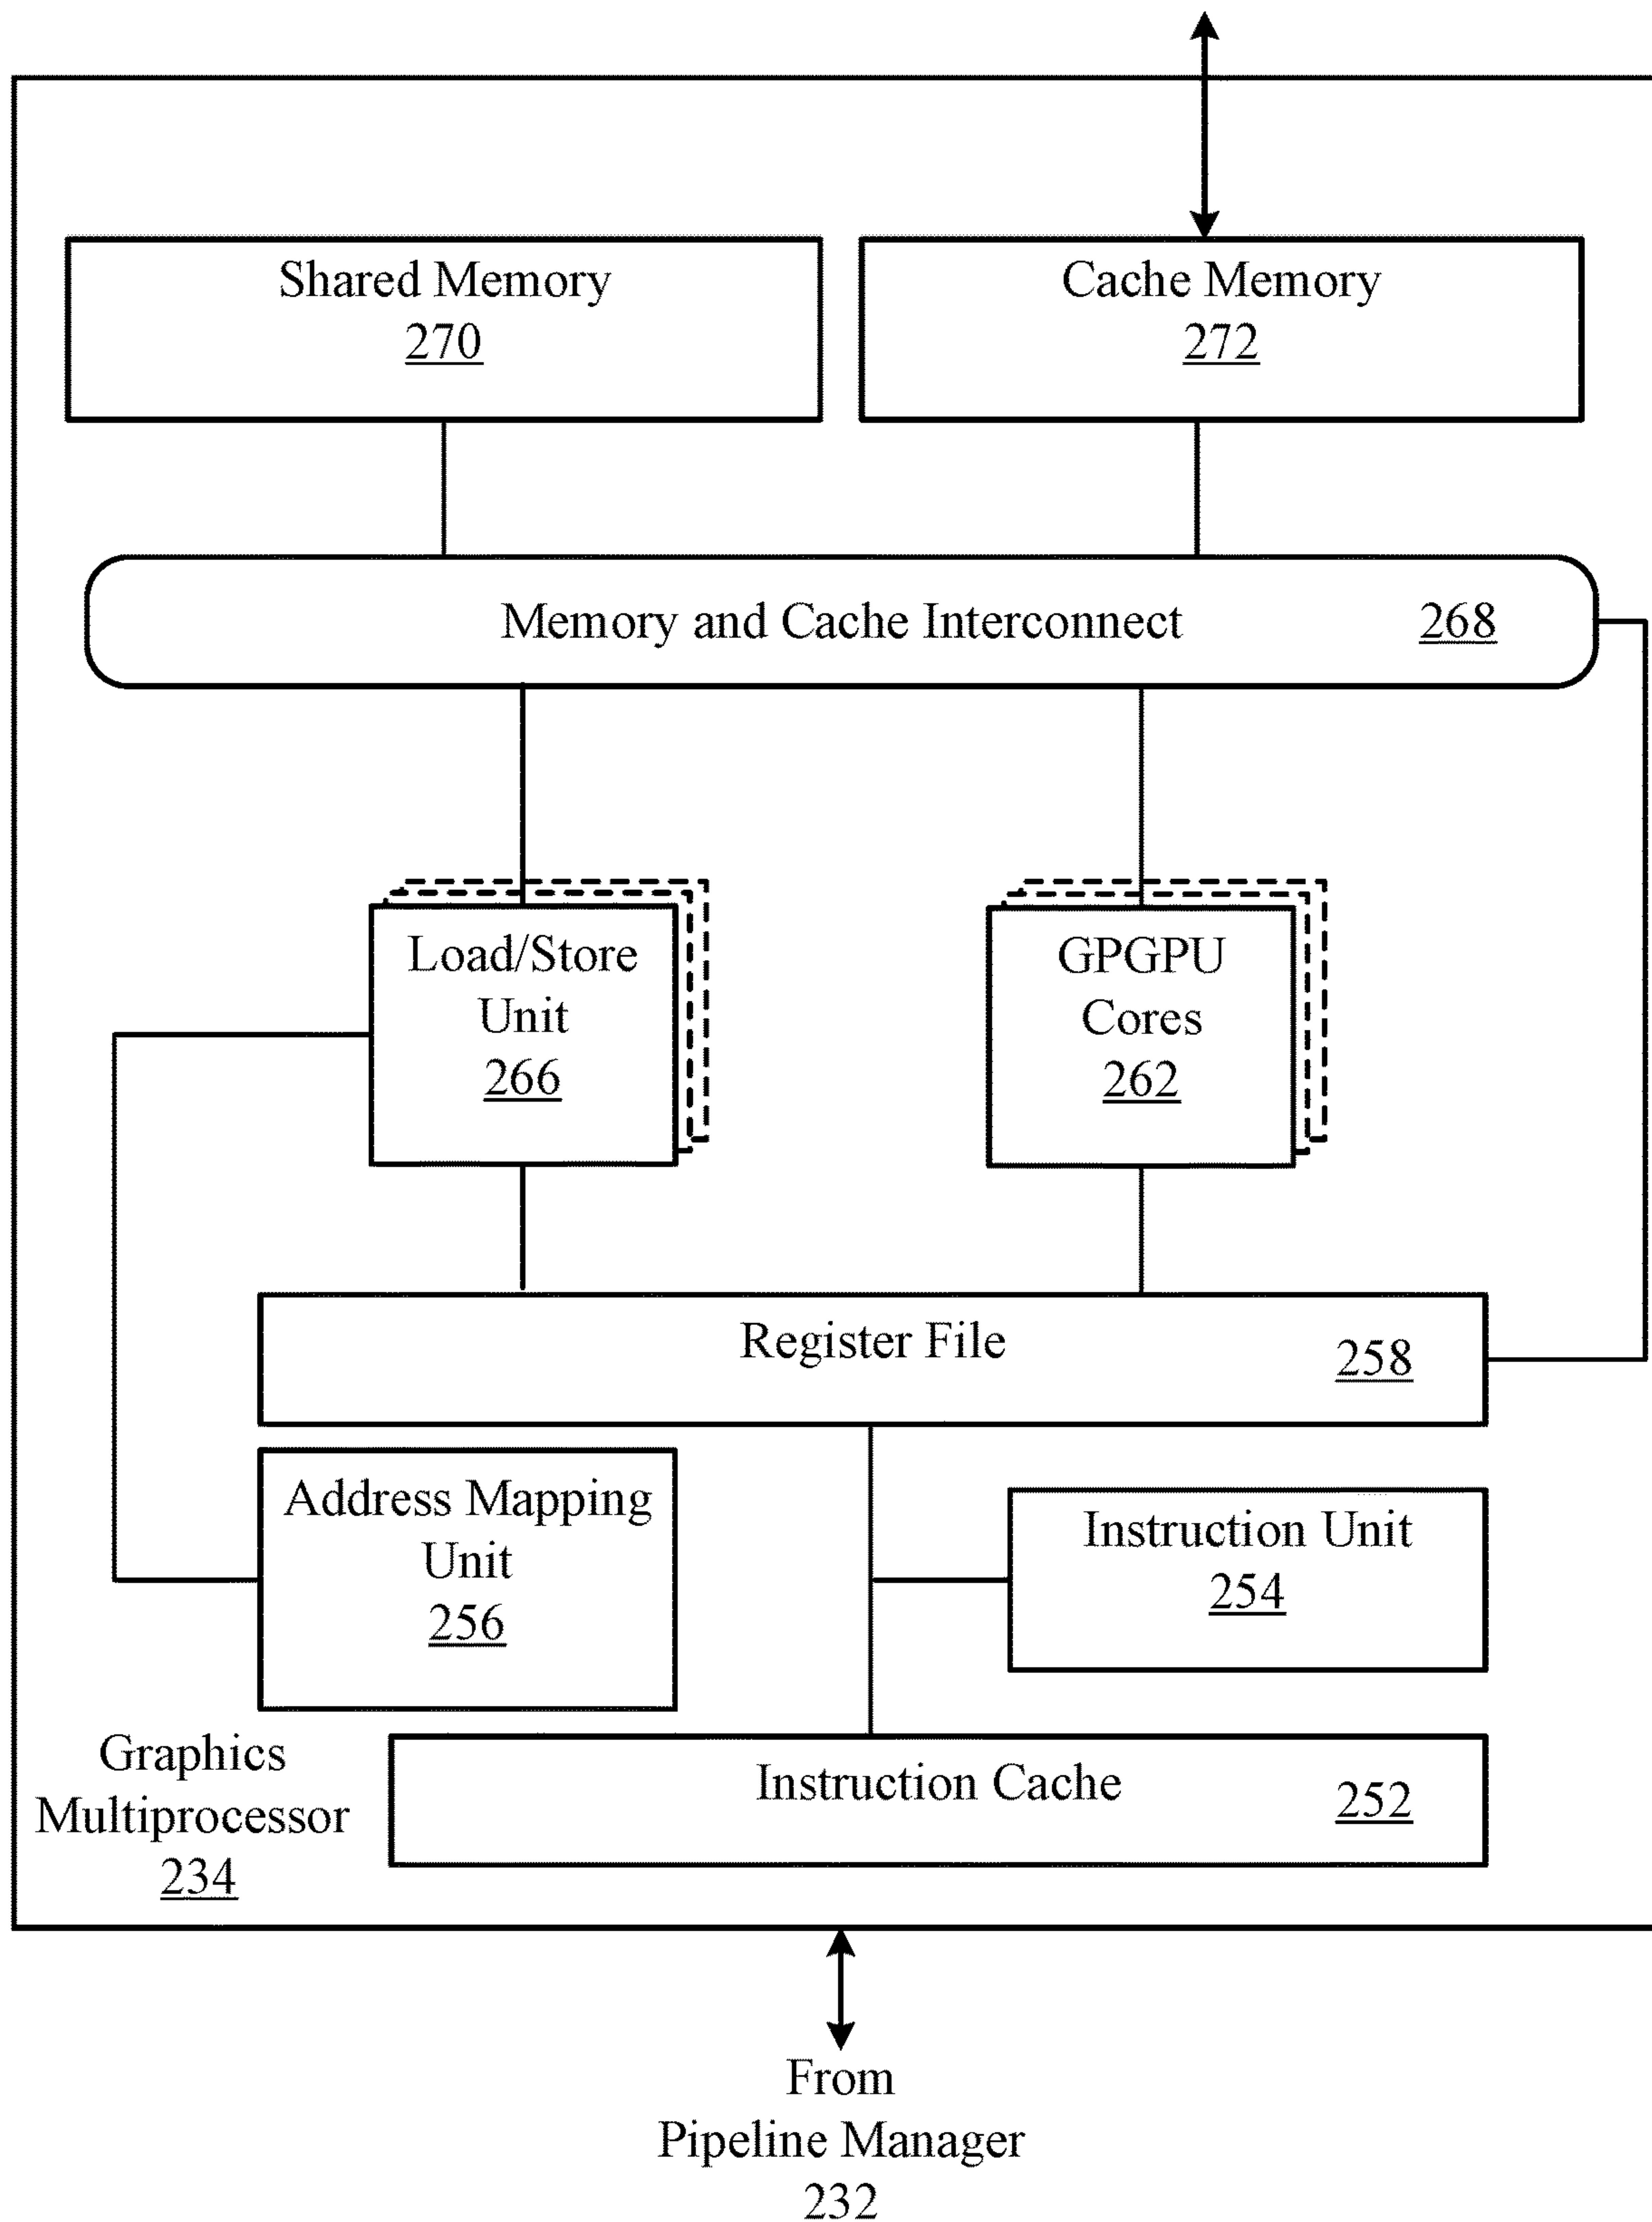 Shared Memory
270
Cache Memory
272
Memory and Cache Interconnect 268
Load/Store
Unit
266
GPGPU
Cores
262
Register File 258
Address Mapping
Unit
256
Instruction Unit
254
Graphics
Multiprocessor
234
Instruction Cache 252
From
Pipeline Manager
232